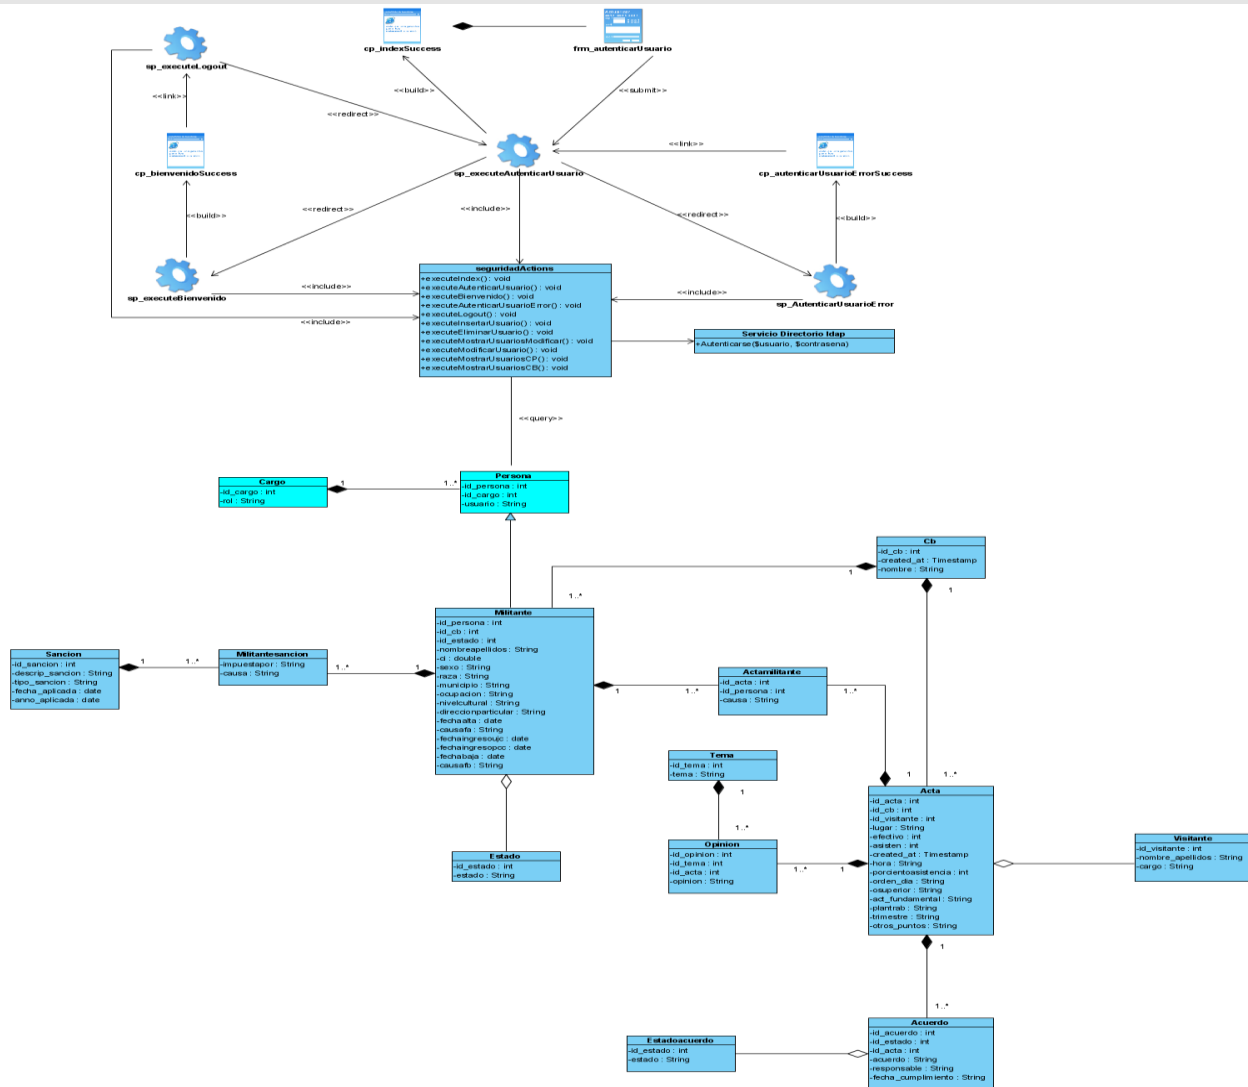 cp_indexSuccess
frm_autenticarUsuario
sp_executeLogout
<<build>>
<<submit>>
<<link>>
<<redirect>>
<<link>>
cp_bienvenidoSuccess
sp_executeAutenticarUsuario
cp_autenticarUsuarioErrorSuccess
<<redirect>>
<<include>>
<<redirect>>
<<build>>
<<build>>
sp_executeBienvenido
<<include>>
<<include>>
<<include>>
sp_AutenticarUsuarioError
seguridadActions
+executeIndex() : void
+executeAutenticarUsuario() : void
+executeBienvenido() : void
+executeAutenticarUsuarioError() : void
+executeLogout() : void
+executeInsertarUsuario() : void
+executeEliminarUsuario() : void
+executeMostrarUsuariosModificar() : void
+executeModificarUsuario() : void
+executeMostrarUsuariosCP() : void
+executeMostrarUsuariosCB() : void
Servicio Directorio ldap
+Autenticarse($usuario, $contrasena)
<<query>>
Cargo
-id_cargo : int
-rol : String
1
1..*
Persona
-id_persona : int
-id_cargo : int
-usuario : String
Cb
-id_cb : int
-created_at : Timestamp
-nombre : String
1
1
1..*
Militante
-id_persona : int
-id_cb : int
-id_estado : int
-nombreapellidos : String
-ci : double
-sexo : String
-raza : String
-municipio : String
-ocupacion : String
-nivelcultural : String
-direccionparticular : String
-fechaalta : date
-causafa : String
-fechaingresoujc : date
-fechaingresopcc : date
-fechabaja : date
-causafb : String
Sancion
-id_sancion : int
-descrip_sancion : String
-tipo_sancion : String
-fecha_aplicada : date
-anno_aplicada : date
1
1..*
Militantesancion
-impuestapor : String
-causa : String
1..*
1
1
1..*
Actamilitante
-id_acta : int
-id_persona : int
-causa : String
1..*
1
1..*
Tema
-id_tema : int
-tema : String
1
1..*
Opinion
-id_opinion : int
-id_tema : int
-id_acta : int
-opinion : String
1..*
1
Acta
-id_acta : int
-id_cb : int
-id_visitante : int
-lugar : String
-efectivo : int
-asisten : int
-created_at : Timestamp
-hora : String
-porcientoasistencia : int
-orden_dia : String
-osuperior : String
-act_fundamental : String
-plantrab : String
-trimestre : String
-otros_puntos : String
Visitante
-id_visitante : int
-nombre_apellidos : String
-cargo : String
Estado
-id_estado : int
-estado : String
1
1..*
Estadoacuerdo
-id_estado : int
-estado : String
Acuerdo
-id_acuerdo : int
-id_estado : int
-id_acta : int
-acuerdo : String
-responsable : String
-fecha_cumplimiento : String